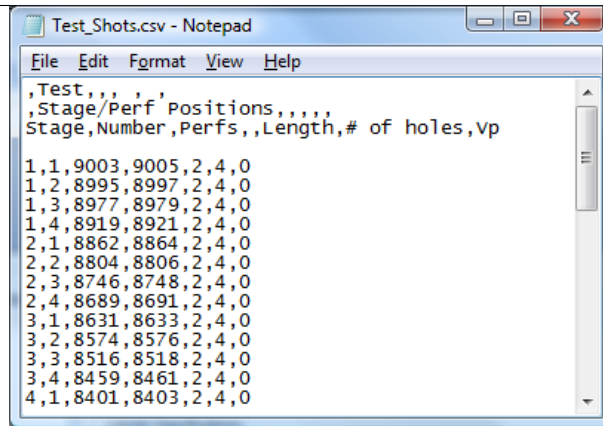 Test_Shots.csv - Notepad
File Edit Format View Help
,Test,,, , ,
,Stage/Perf Positions,,,,,
Stage,Number,Perfs,,Length,# of holes,Vp
1,1,9003,9005,2,4,0
1,2,8995,8997,2,4,0
1,3,8977,8979,2,4,0
1,4,8919,8921,2,4,0
2,1,8862,8864,2,4,0
2,2,8804,8806,2,4,0
2,3,8746,8748,2,4,0
2,4,8689,8691,2,4,0
3,1,8631,8633,2,4,0
3,2,8574,8576,2,4,0
3,3,8516,8518,2,4,0
3,4,8459,8461,2,4,0
4,1,8401,8403,2,4,0